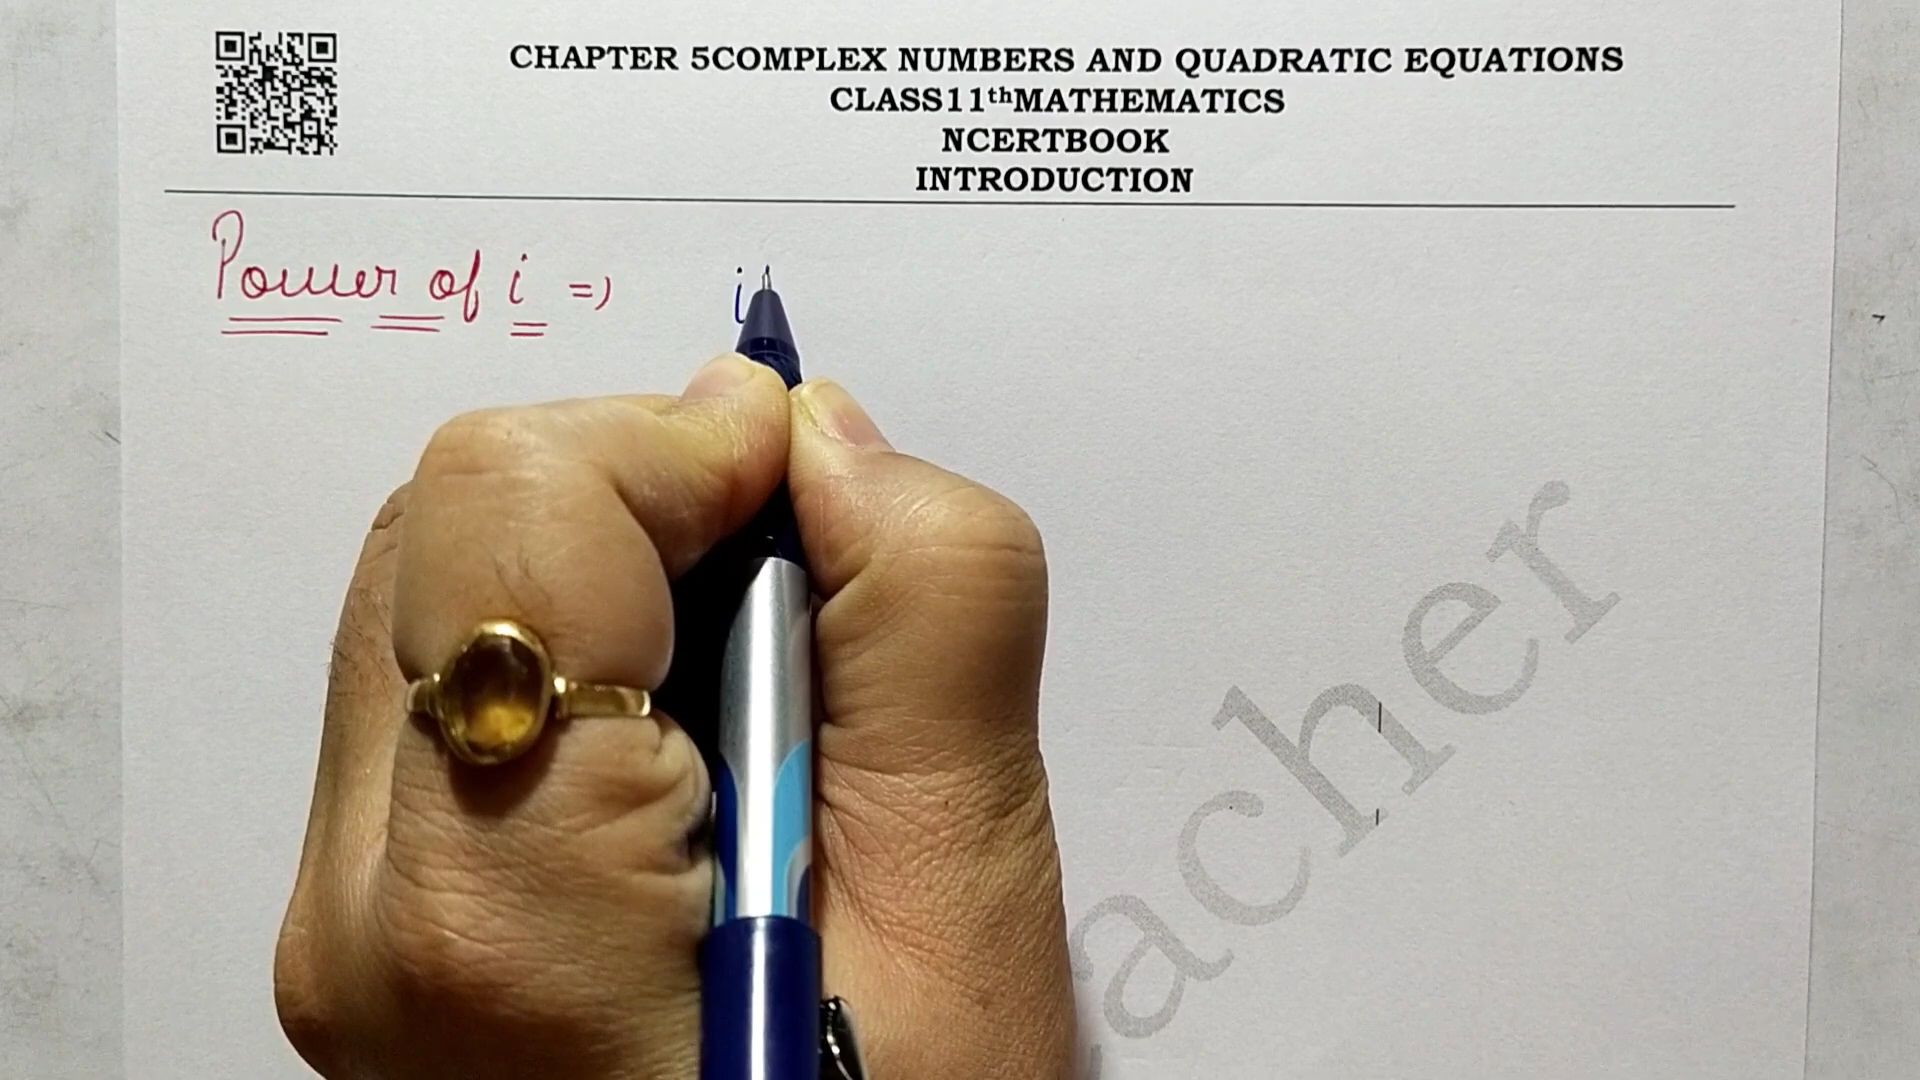 CHAPTER 5COMPLEX NUMBERS AND QUADRATIC EQUATIONS
CLASS11thMATHEMATICS
NCERTBOOK
INTRODUCTION
Power of i => i
acher